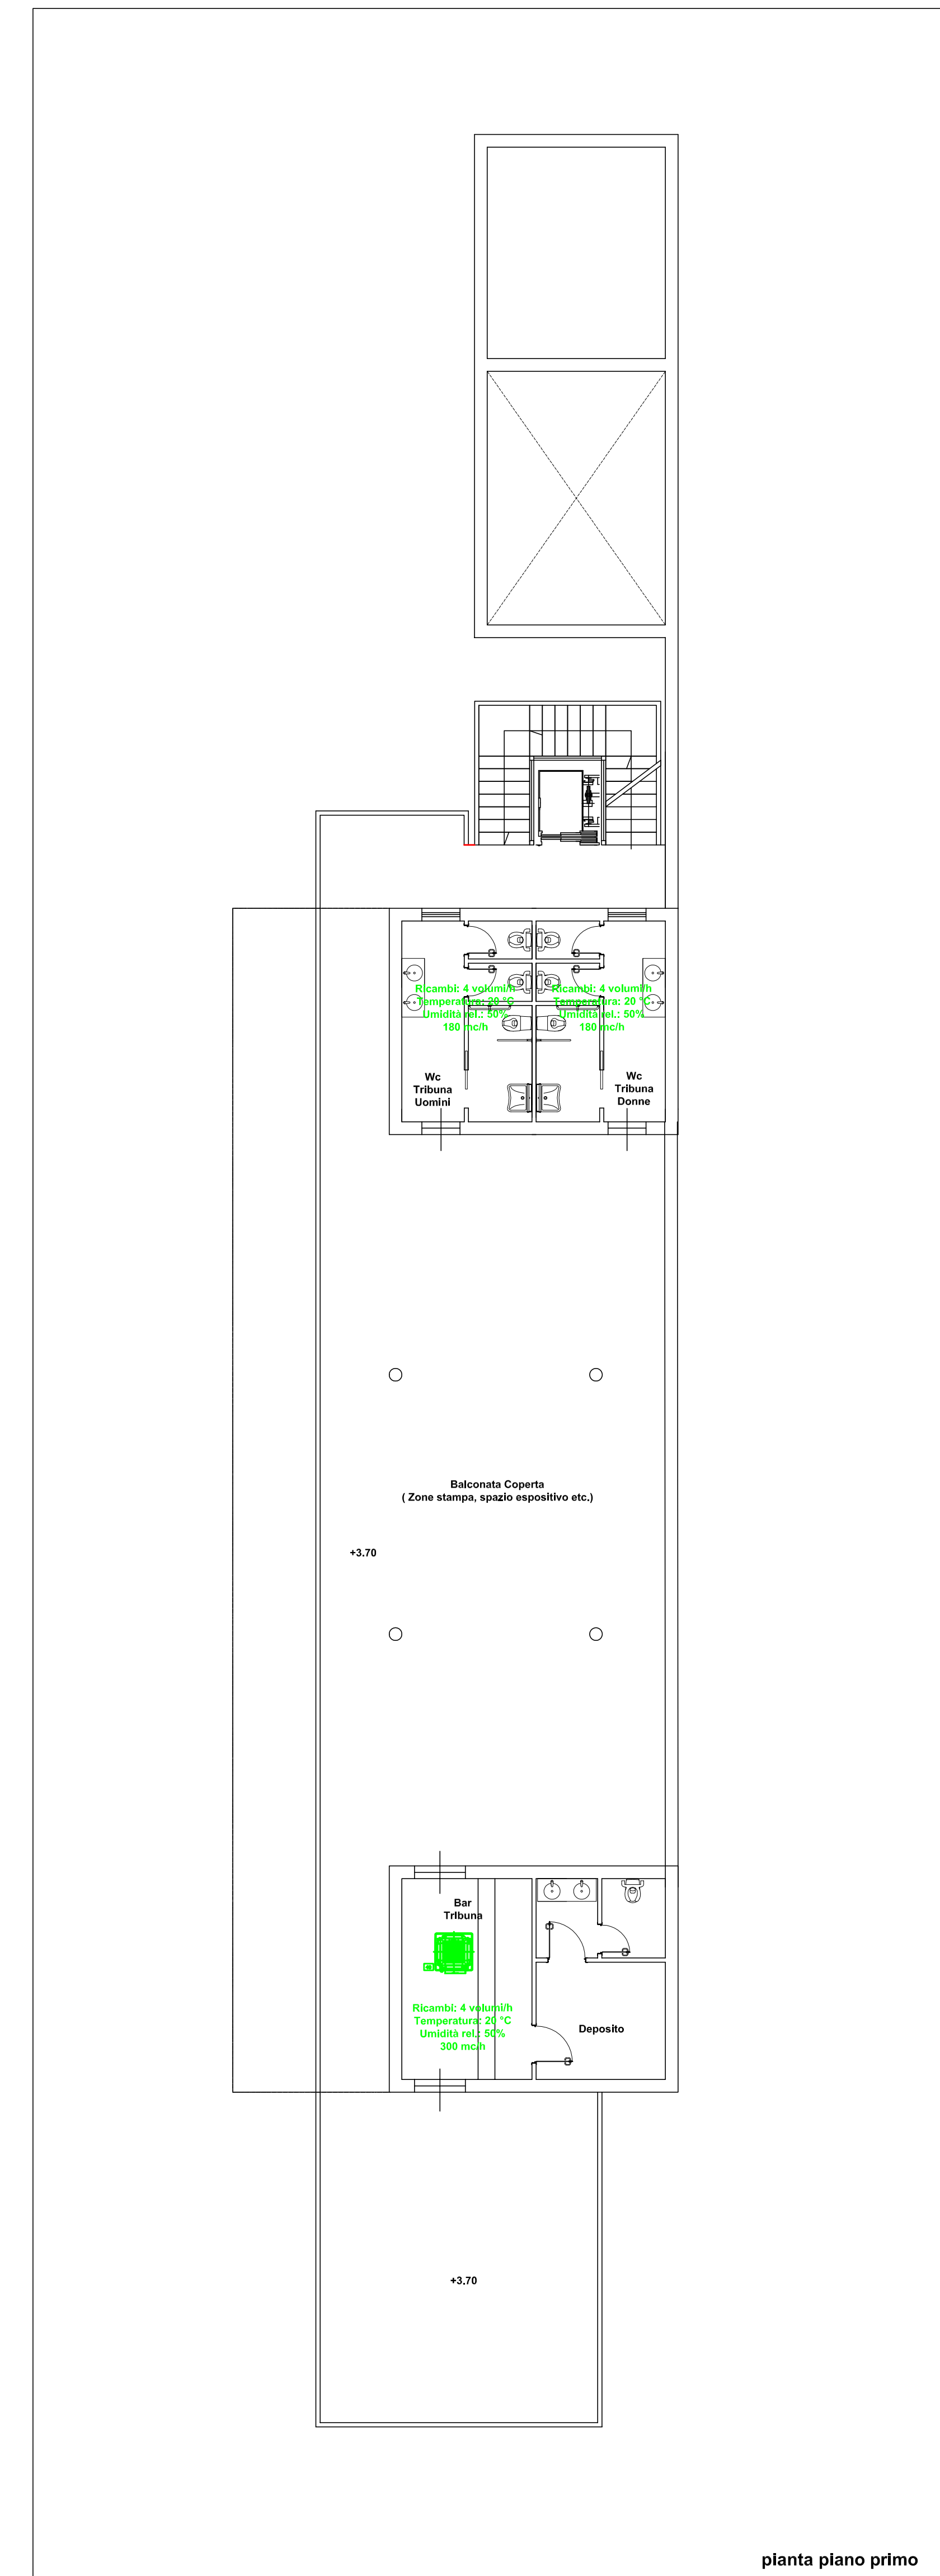 Ricambi: 4 volumi/h
Temperatura: 20 °C
Umidità rel.: 50%
180 mc/h
Ricambi: 4 volumi/h
Temperatura: 20 °C
Umidità rel.: 50%
180 mc/h
Wc
Tribuna
Uomini
Wc
Tribuna
Donne
Balconata Coperta
( Zone stampa, spazio espositivo etc.)
+3.70
Bar
TrIbuna
Ricambi: 4 volumi/h
Temperatura: 20 °C
Umidità rel.: 50%
300 mc/h
Deposito
+3.70
pianta piano primo